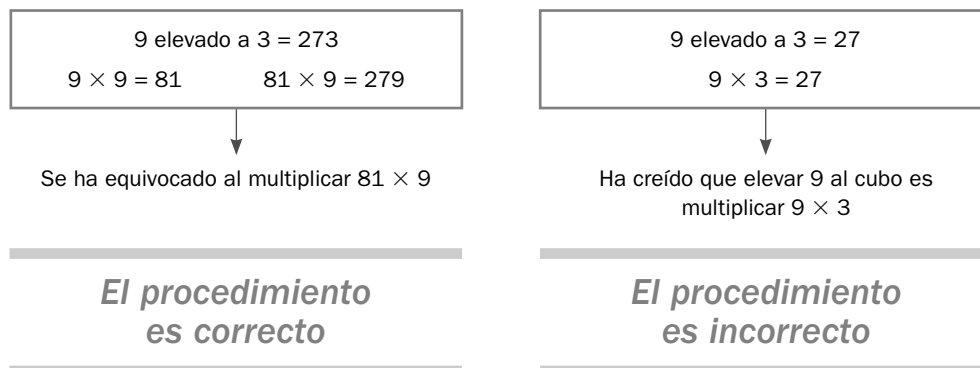 9 elevado a 3 = 273
9 × 9 = 81 81 × 9 = 279
Se ha equivocado al multiplicar 81 × 9
El procedimiento
es correcto
9 elevado a 3 = 27
9 × 3 = 27
Ha creído que elevar 9 al cubo es
multiplicar 9 × 3
El procedimiento
es incorrecto